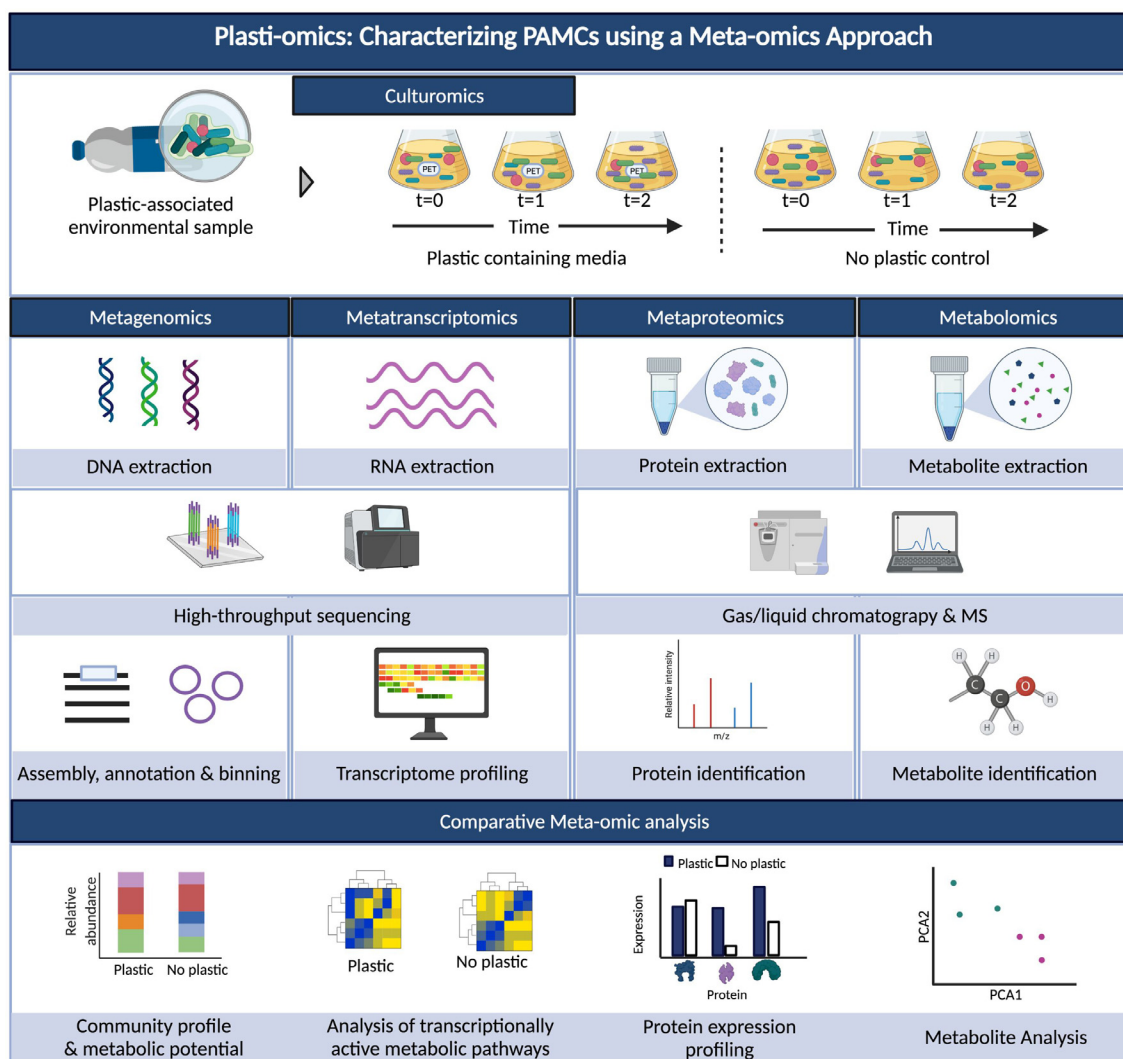 Plasti-omics: Characterizing PAMCs using a Meta-omics Approach
Culturomics
Plastic-associated
environmental sample
PET
PET
PET
t=0
t=1
t=2
Time
Plastic containing media
t=0
t=1
t=2
Time
No plastic control
Metagenomics
Metatranscriptomics
Metaproteomics
Metabolomics
DNA extraction
RNA extraction
Protein extraction
Metabolite extraction
High-throughput sequencing
Gas/liquid chromatograpy & MS
Relative intensity
m/z
C
C
O
H
H
H
H
H
Assembly, annotation & binning
Transcriptome profiling
Protein identification
Metabolite identification
Comparative Meta-omic analysis
Relative
abundance
Plastic
No plastic
Plastic
No plastic
Plastic
No plastic
Expression
Protein
PCA2
PCA1
Community profile
& metabolic potential
Analysis of transcriptionally
active metabolic pathways
Protein expression
profiling
Metabolite Analysis